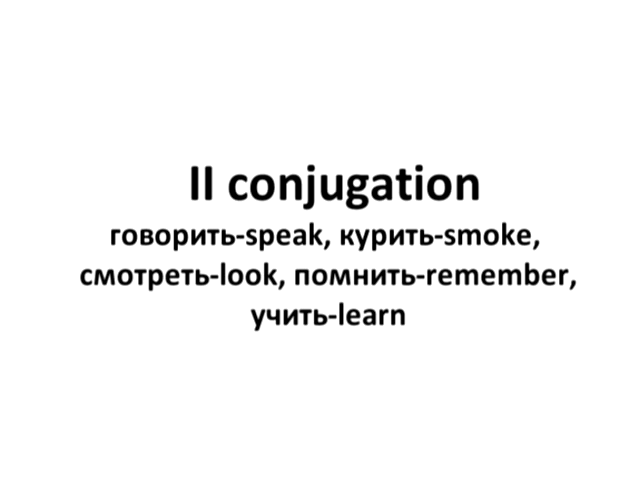 II conjugation
говорить-speak, курить-smoke,
смотреть-look, помнить-remember,
учить-learn